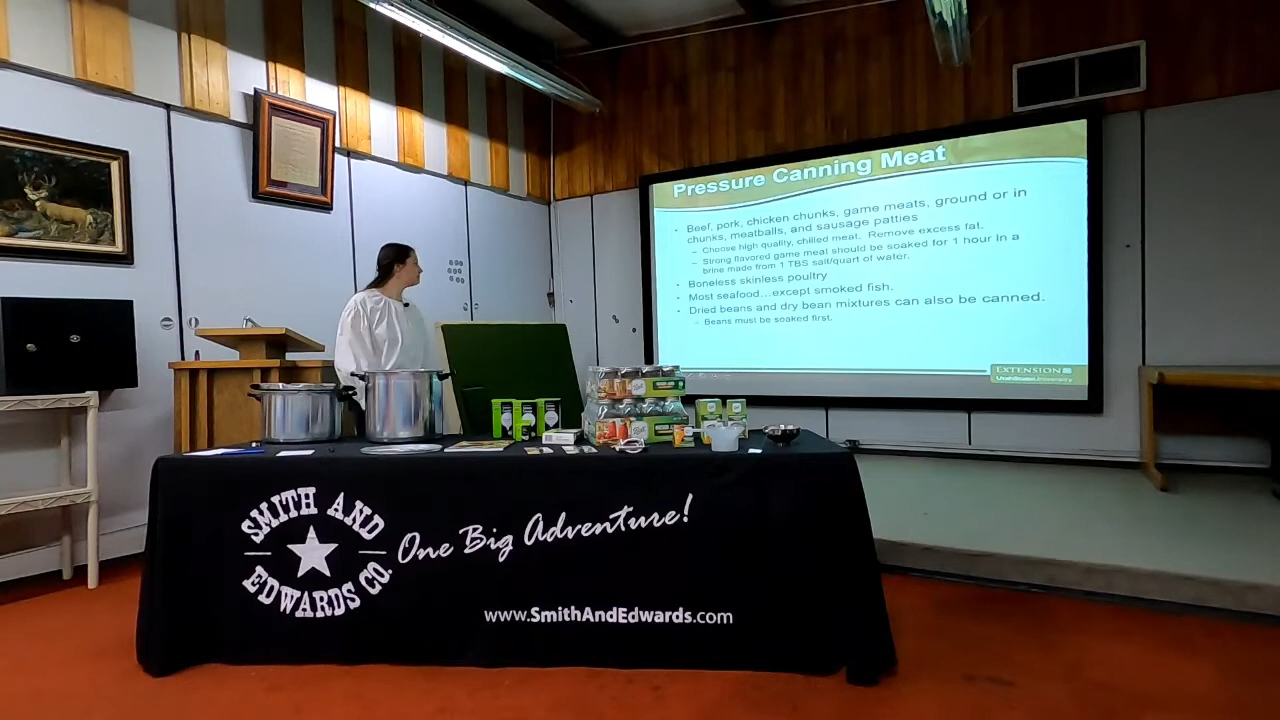 Pressure Canning Meat
• Beef, pork, chicken chunks, game meats, ground or in
chunks, meatballs, and sausage patties
– Choose high quality, chilled meat. Remove excess fat.
– Strong flavored game meat should be soaked for 1 hour in a
brine made from 1 TBS salt/quart of water.
• Boneless skinless poultry
• Most seafood…except smoked fish.
• Dried beans and dry bean mixtures can also be canned.
– Beans must be soaked first.
EXTENSION
UtahStateUniversity
SMITH AND
EDWARDS CO.
One Big Adventure!
www.SmithAndEdwards.com